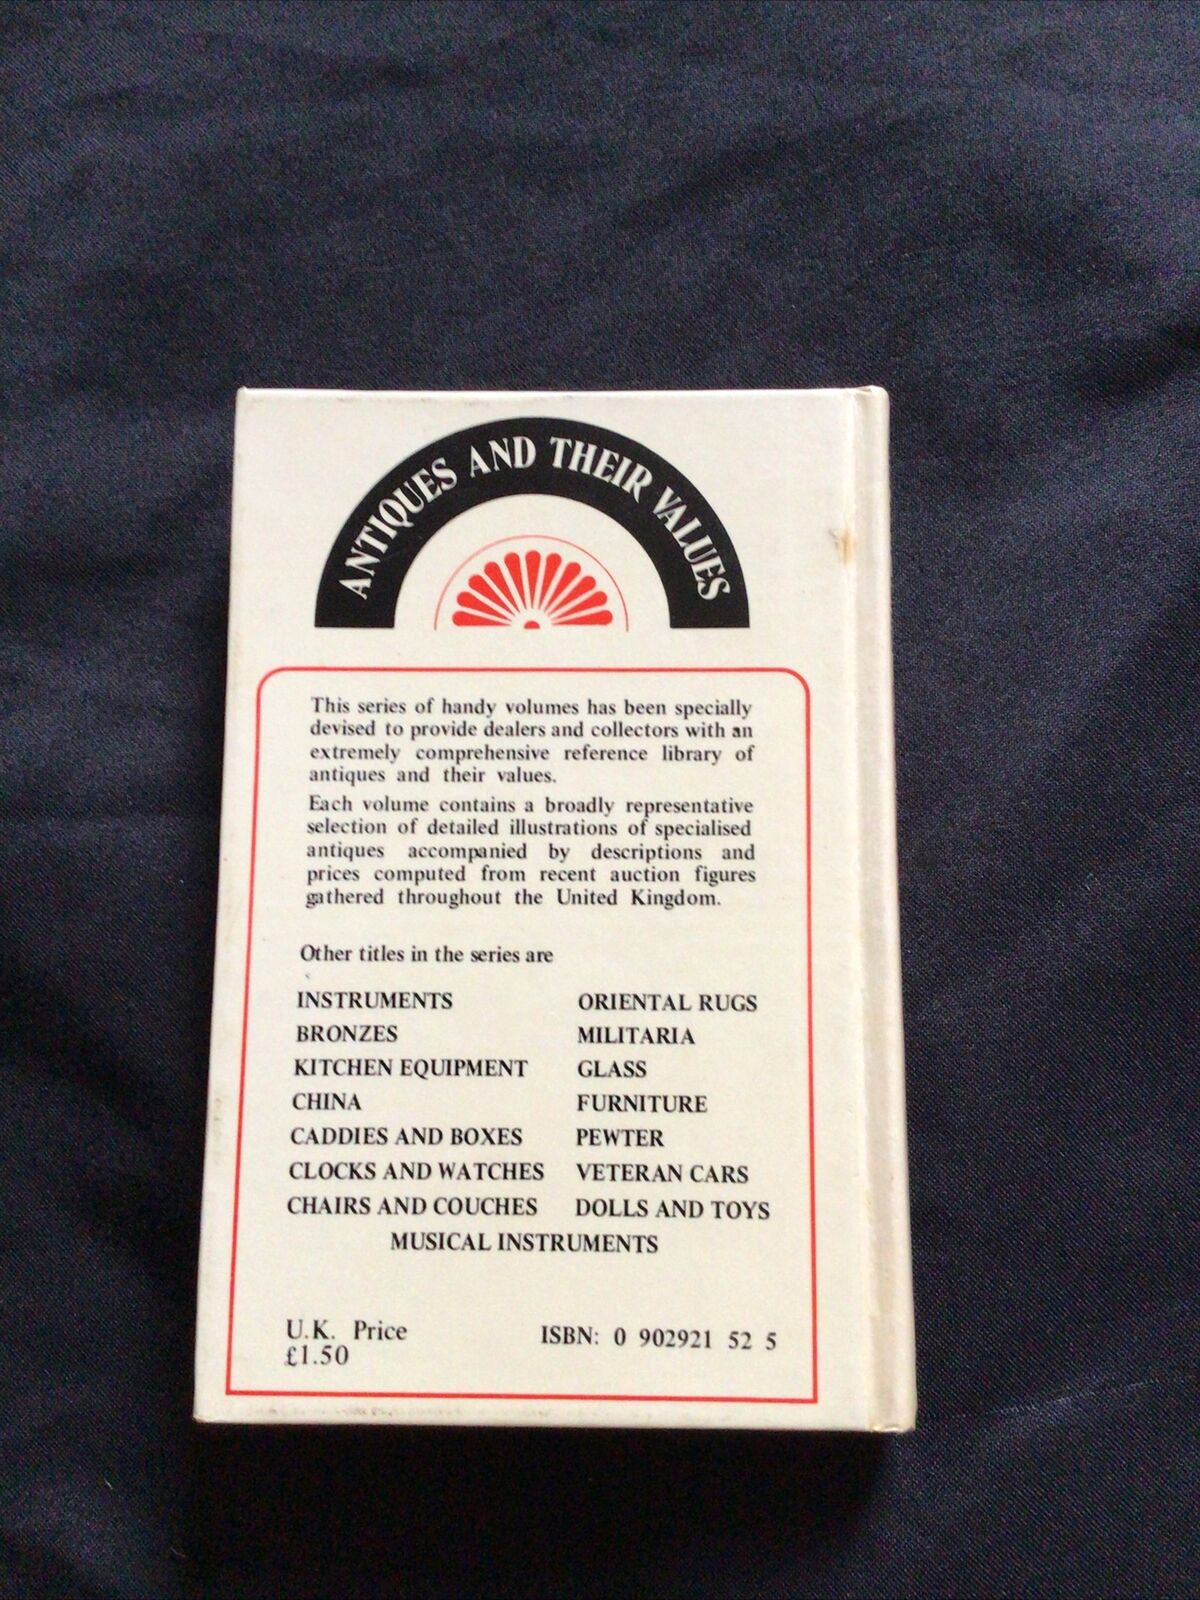 ANTIQUES AND THEIR VALUES
This series of handy volumes has been specially
devised to provide dealers and collectors with an
extremely comprehensive reference library of
antiques and their values.
Each volume contains a broadly representative
selection of detailed illustrations of specialised
antiques accompanied by descriptions and
prices computed from recent auction figures
gathered throughout the United Kingdom.
Other titles in the series are
INSTRUMENTS
BRONZES
KITCHEN EQUIPMENT
CHINA
CADDIES AND BOXES
CLOCKS AND WATCHES
CHAIRS AND COUCHES
ORIENTAL RUGS
MILITARIA
GLASS
FURNITURE
PEWTER
VETERAN CARS
DOLLS AND TOYS
MUSICAL INSTRUMENTS
U.K. Price
£1.50
ISBN: 0 902921 52 5